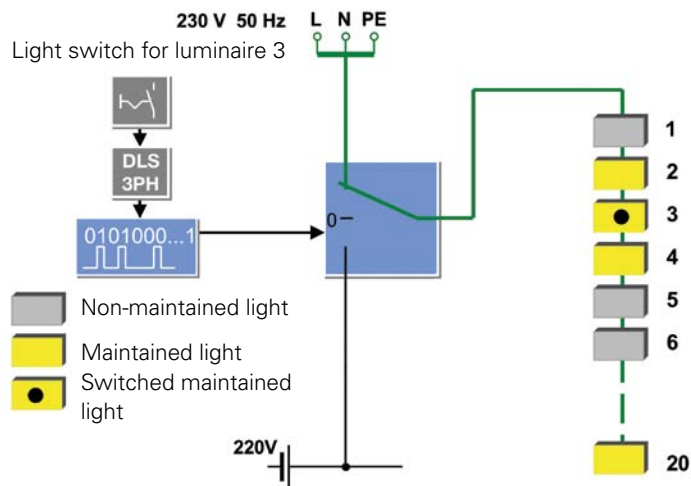 230 V 50 Hz L N PE
Light switch for luminaire 3
DLS
3PH
0101000...1
0
1
2
3
4
5
6
20
Non-maintained light
Maintained light
Switched maintained
light
220V